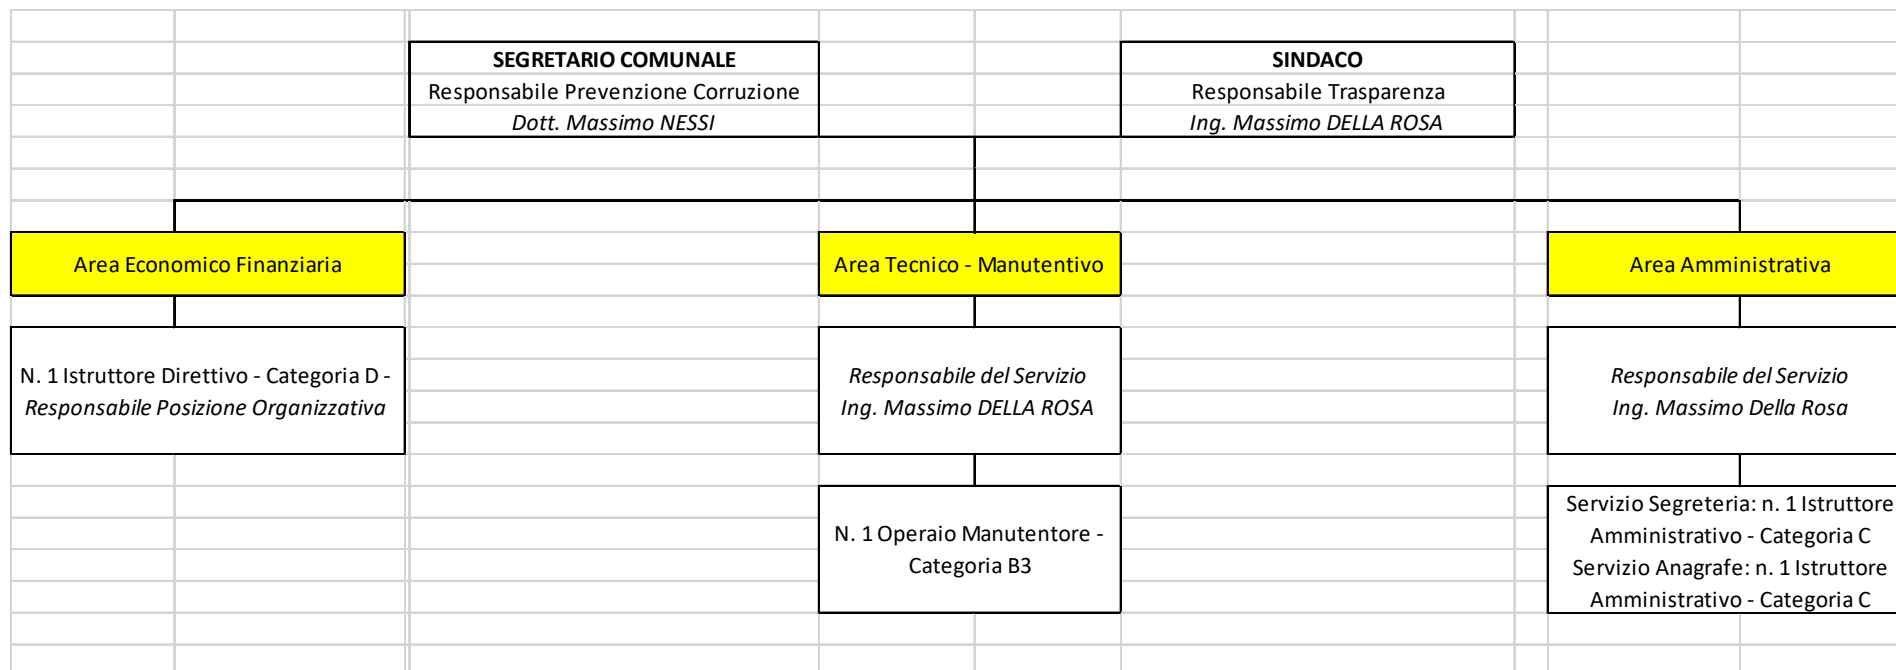 SEGRETARIO COMUNALE
Responsabile Prevenzione Corruzione
Dott. Massimo NESSI
SINDACO
Responsabile Trasparenza
Ing. Massimo DELLA ROSA
Area Economico Finanziaria
Area Tecnico - Manutentivo
Area Amministrativa
N. 1 Istruttore Direttivo - Categoria D -
Responsabile Posizione Organizzativa
Responsabile del Servizio
Ing. Massimo DELLA ROSA
Responsabile del Servizio
Ing. Massimo Della Rosa
N. 1 Operaio Manutentore -
Categoria B3
Servizio Segreteria: n. 1 Istruttore
Amministrativo - Categoria C
Servizio Anagrafe: n. 1 Istruttore
Amministrativo - Categoria C